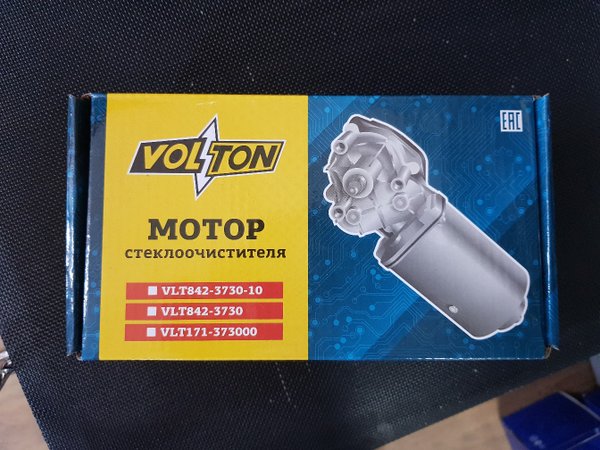 VOLTON
EAC
МОТОР
стеклоочистителя
VLT842-3730-10
VLT842-3730
VLT171-373000